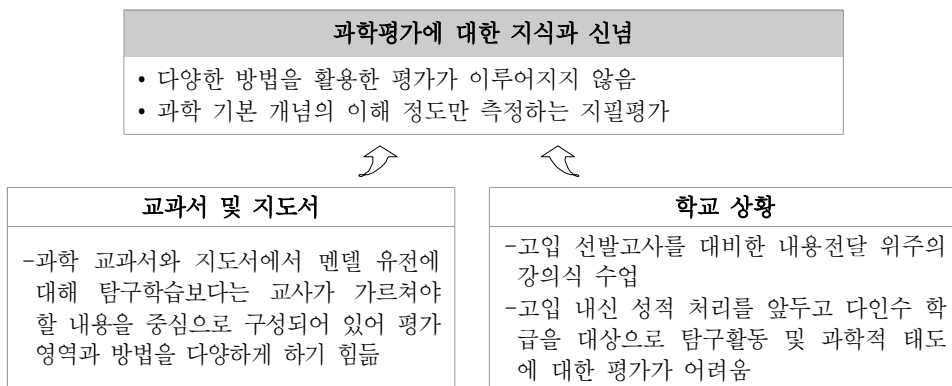 과학평가에 대한 지식과 신념
• 다양한 방법을 활용한 평가가 이루어지지 않음
• 과학 기본 개념의 이해 정도만 측정하는 지필평가
교과서 및 지도서
-과학 교과서와 지도서에서 멘델 유전에
대해 탐구학습보다는 교사가 가르쳐야
할 내용을 중심으로 구성되어 있어 평가
영역과 방법을 다양하게 하기 힘듦
학교 상황
-고입 선발고사를 대비한 내용전달 위주의
강의식 수업
-고입 내신 성적 처리를 앞두고 다인수 학
급을 대상으로 탐구활동 및 과학적 태도
에 대한 평가가 어려움